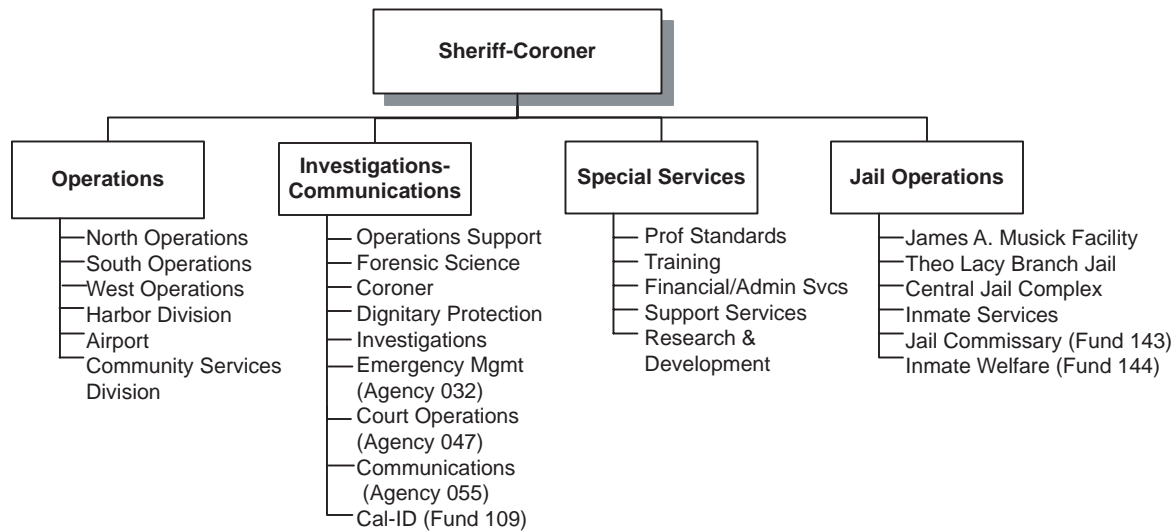 Sheriff-Coroner
Operations
North Operations
South Operations
West Operations
Harbor Division
Airport
Community Services
Division
Investigations-
Communications
Operations Support
Forensic Science
Coroner
Dignitary Protection
Investigations
Emergency Mgmt
(Agency 032)
Court Operations
(Agency 047)
Communications
(Agency 055)
Cal-ID (Fund 109)
Special Services
Prof Standards
Training
Financial/Admin Svcs
Support Services
Research &
Development
Jail Operations
James A. Musick Facility
Theo Lacy Branch Jail
Central Jail Complex
Inmate Services
Jail Commissary (Fund 143)
Inmate Welfare (Fund 144)